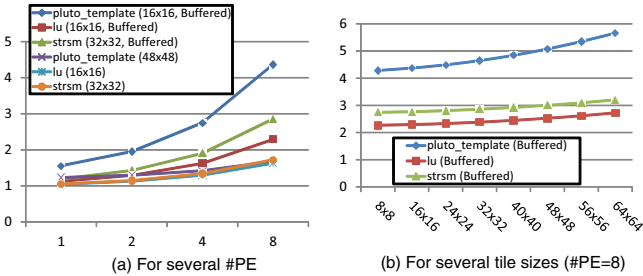 pluto_template (16x16, Buffered)
lu (16x16, Buffered)
strsm (32x32, Buffered)
pluto_template (48x48)
lu (16x16)
strsm (32x32)
5
4
3
2
1
0
1 2 4 8
(a) For several #PE
6
5
4
3
2
1
0
pluto_template (Buffered)
lu (Buffered)
strsm (Buffered)
8x8 16x16 24x24 32x32 40x40 48x48 56x56 64x64
(b) For several tile sizes (#PE=8)